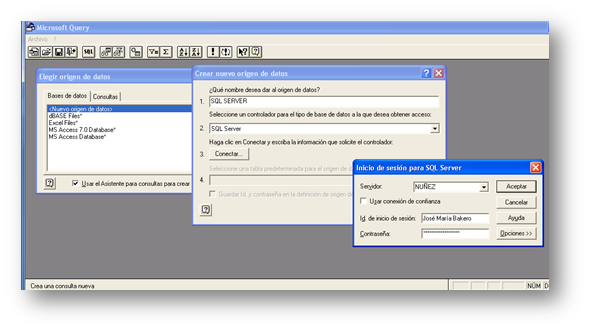 Microsoft Query
Archivo ?
SQL
Elegir origen de datos
Bases de datos
Consultas
<Nuevo origen de datos>
dBASE Files*
Excel Files*
MS Access 7.0 Database*
MS Access Database*
Usar el Asistente para consultas para crear
Crear nuevo origen de datos
¿Qué nombre desea dar al origen de datos?
1. SQL SERVER
Seleccione un controlador para el tipo de base de datos a la que desea obtener acceso:
2. SQL Server
Haga clic en Conectar y escriba la información que solicite el controlador:
3. Conectar...
Seleccione una tabla predeterminada para el origen de
4.
Guardar Id. y contraseña en la definición de origen de
Inicio de sesión para SQL Server
Servidor: NUÑEZ
Aceptar
Usar conexión de confianza
Cancelar
Id. de inicio de sesión: José María Bakero
Ayuda
Contraseña: ****************
Opciones >>
Crea una consulta nueva
NÚM D